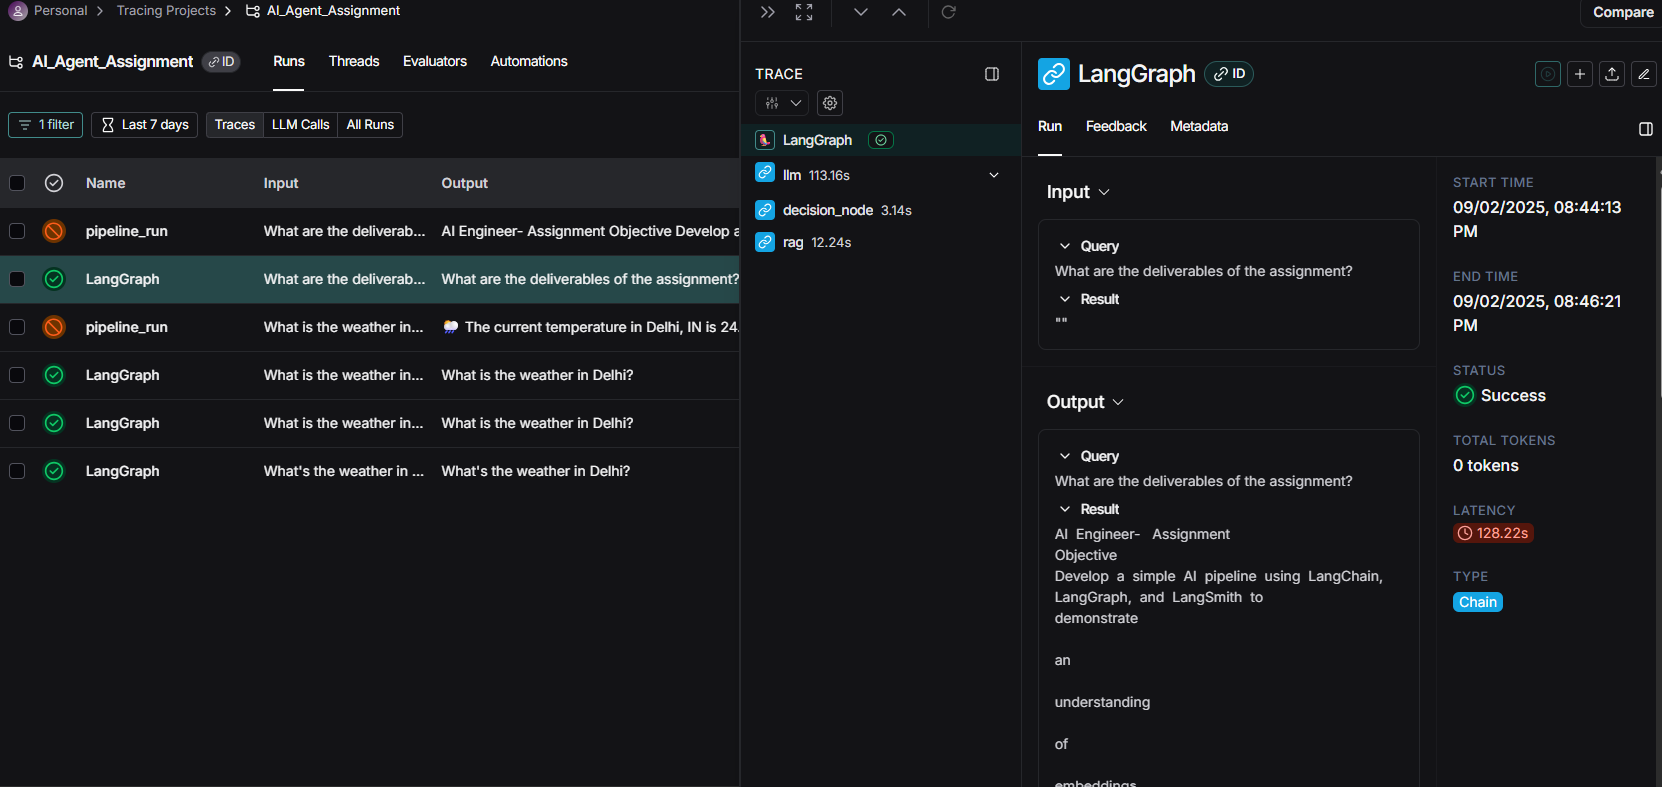 Personal > Tracing Projects > AI_Agent_Assignment
AI_Agent_Assignment ID Runs Threads Evaluators Automations
1 filter Last 7 days Traces LLM Calls All Runs
Name Input Output
pipeline_run What are the deliverab... AI Engineer- Assignment Objective Develop a
LangGraph What are the deliverab... What are the deliverables of the assignment?
pipeline_run What is the weather in... The current temperature in Delhi, IN is 24.
LangGraph What is the weather in... What is the weather in Delhi?
LangGraph What is the weather in... What is the weather in Delhi?
LangGraph What's the weather in ... What's the weather in Delhi?
Compare
TRACE
LangGraph
llm 113.16s
decision_node 3.14s
rag 12.24s
LangGraph ID
Run Feedback Metadata
Input
Query
What are the deliverables of the assignment?
Result
""
Output
Query
What are the deliverables of the assignment?
Result
AI Engineer- Assignment
Objective
Develop a simple AI pipeline using LangChain,
LangGraph, and LangSmith to
demonstrate
an
understanding
of
embeddings
START TIME
09/02/2025, 08:44:13
PM
END TIME
09/02/2025, 08:46:21
PM
STATUS
Success
TOTAL TOKENS
0 tokens
LATENCY
128.22s
TYPE
Chain